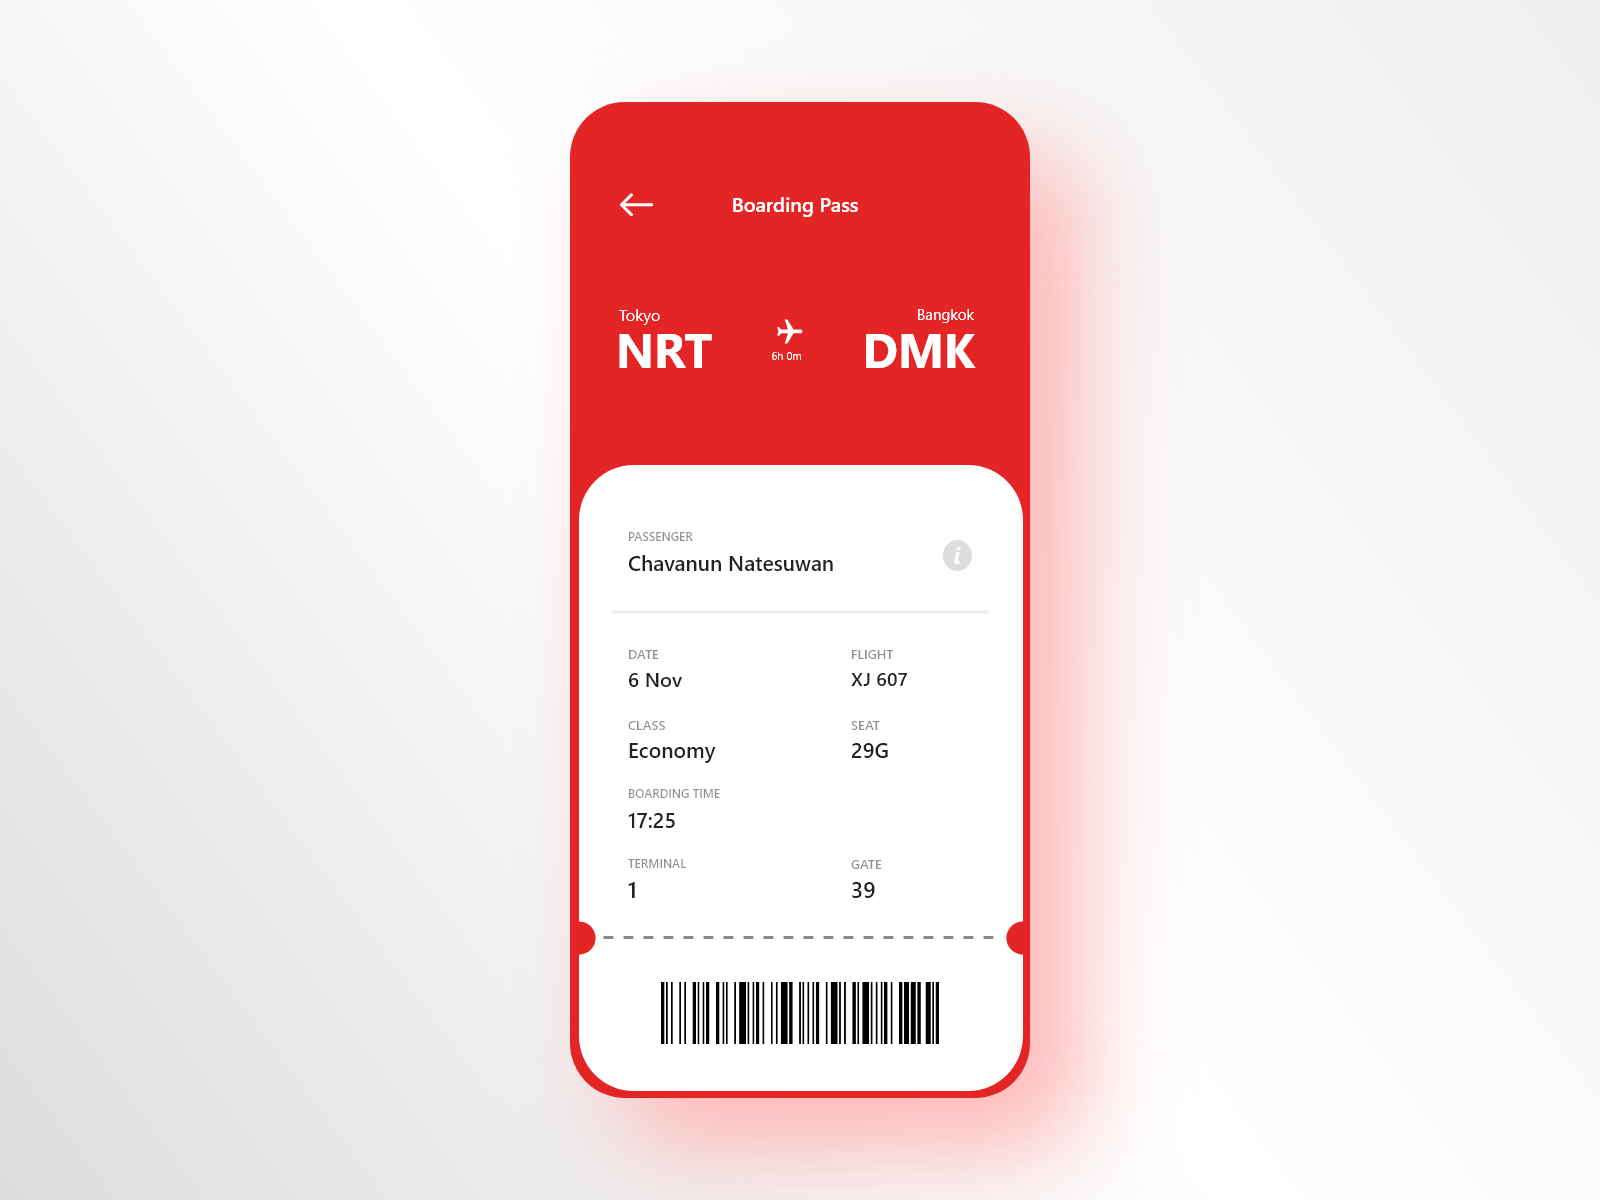 Boarding Pass
Tokyo
NRT
6h 0m
Bangkok
DMK
PASSENGER
Chavanun Natesuwan
i
DATE
6 Nov
FLIGHT
XJ 607
CLASS
Economy
SEAT
29G
BOARDING TIME
17:25
TERMINAL
1
GATE
39